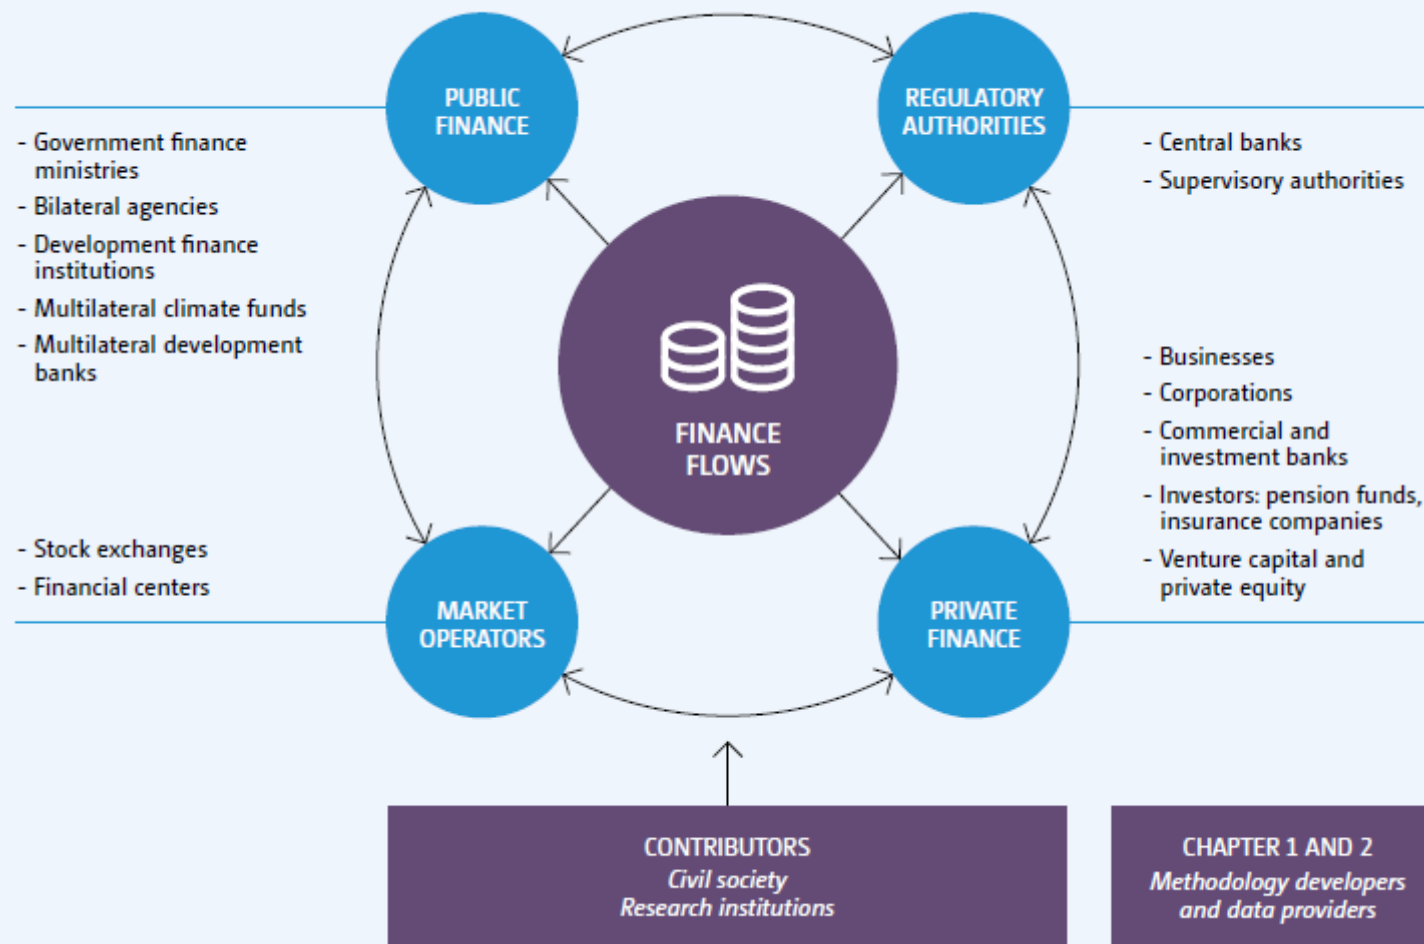 PUBLIC
FINANCE
- Government finance
ministries
- Bilateral agencies
- Development finance
institutions
- Multilateral climate funds
- Multilateral development
banks
REGULATORY
AUTHORITIES
- Central banks
- Supervisory authorities
FINANCE
FLOWS
- Stock exchanges
- Financial centers
MARKET
OPERATORS
- Businesses
- Corporations
- Commercial and
investment banks
- Investors: pension funds,
insurance companies
- Venture capital and
private equity
PRIVATE
FINANCE
CONTRIBUTORS
Civil society
Research institutions
CHAPTER 1 AND 2
Methodology developers
and data providers